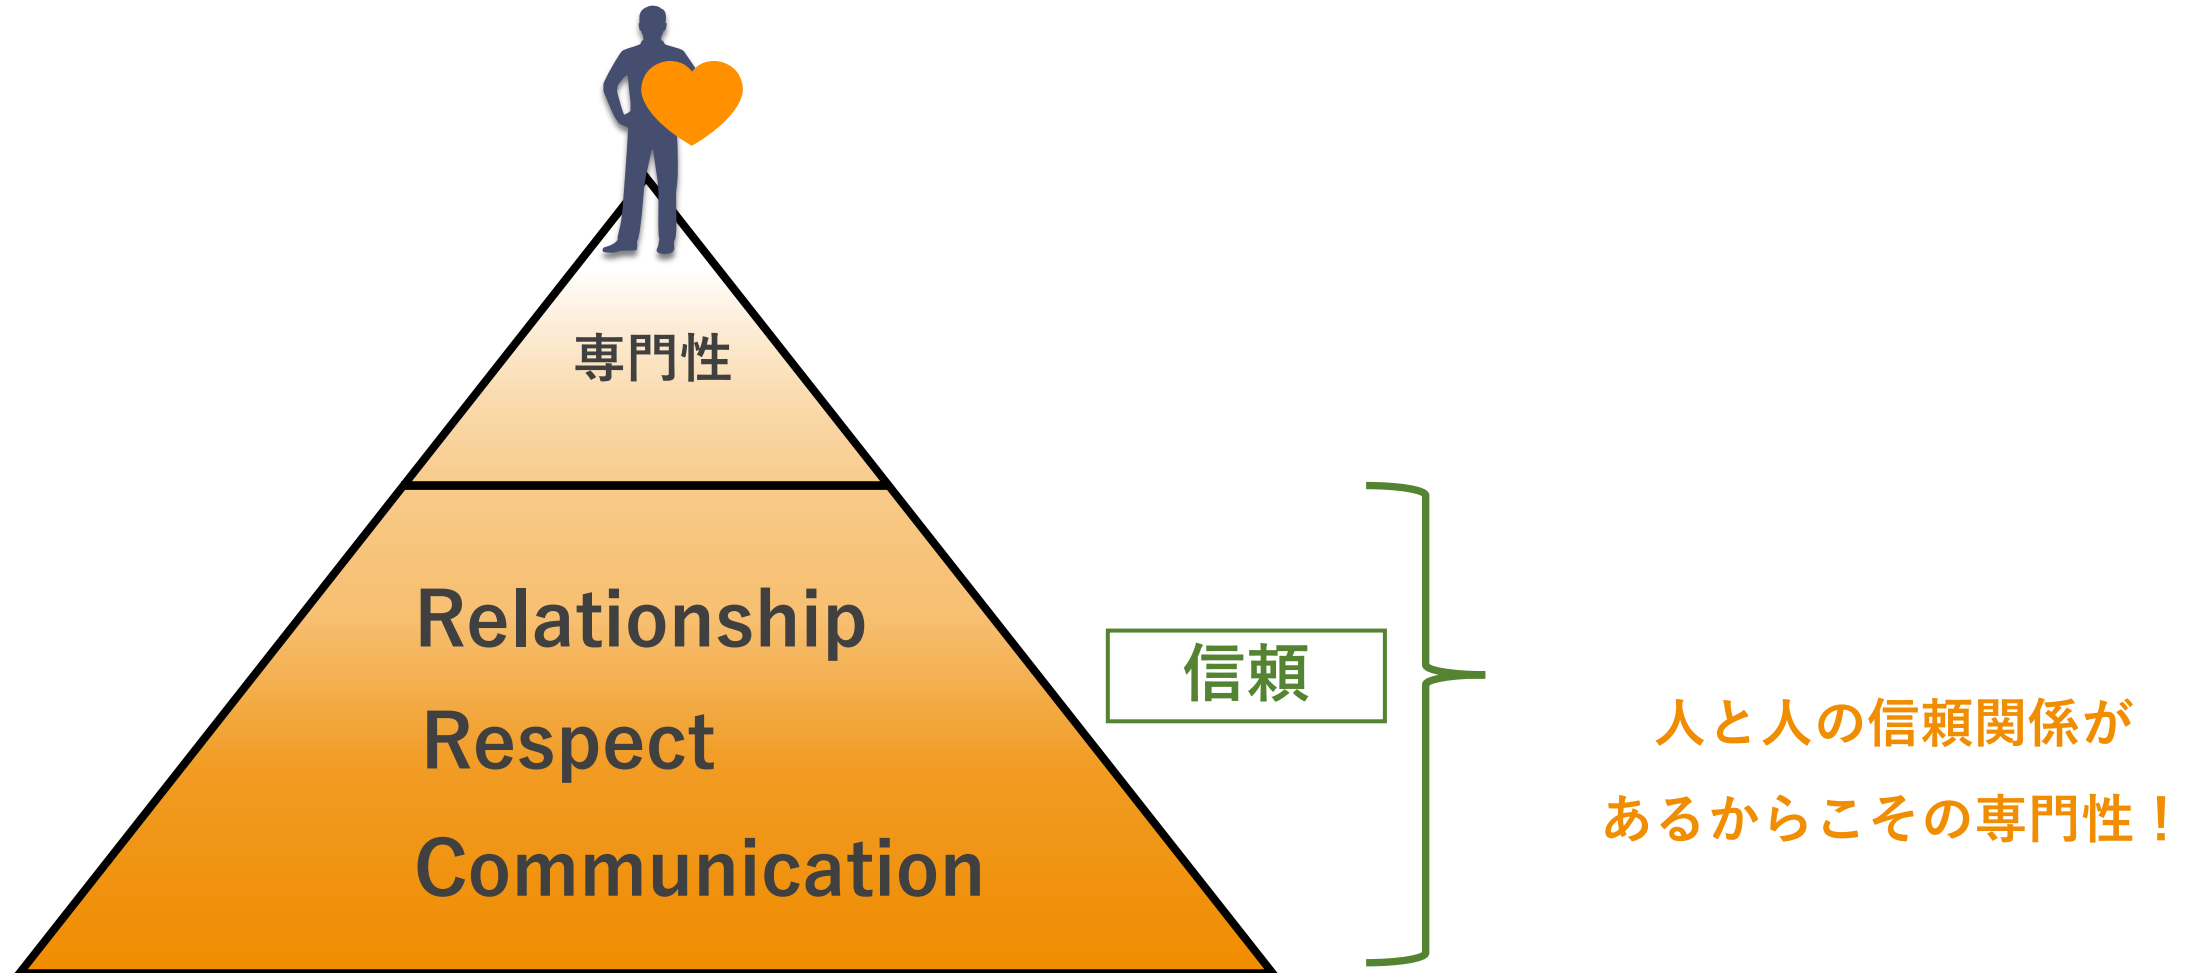 専門性
Relationship
Respect
Communication
信頼
人と人の信頼関係が
あるからこその専門性！